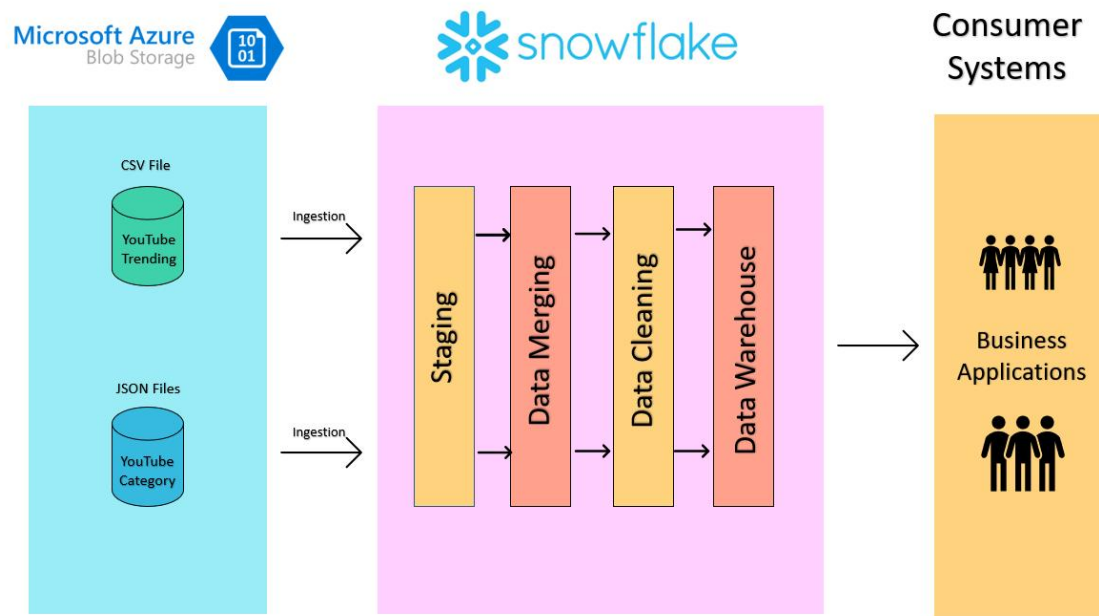 Microsoft Azure
Blob Storage
10
01
snowflake
Consumer
Systems
CSV File
YouTube
Trending
Ingestion
JSON Files
YouTube
Category
Ingestion
Staging
Data Merging
Data Cleaning
Data Warehouse
Business
Applications